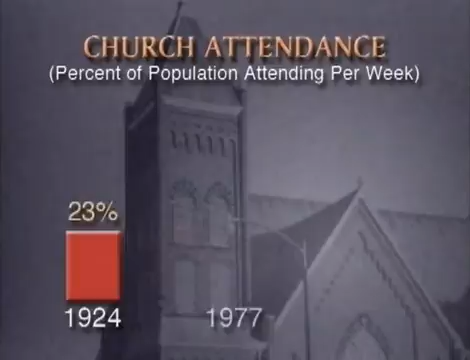 CHURCH ATTENDANCE
(Percent of Population Attending Per Week)
23%
1924 1977